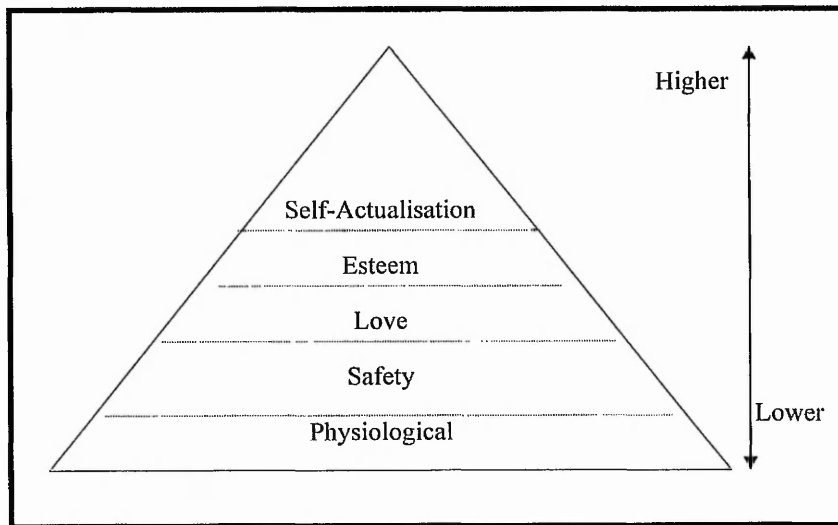 Higher
Self-Actualisation
Esteem
Love
Safety
Lower
Physiological